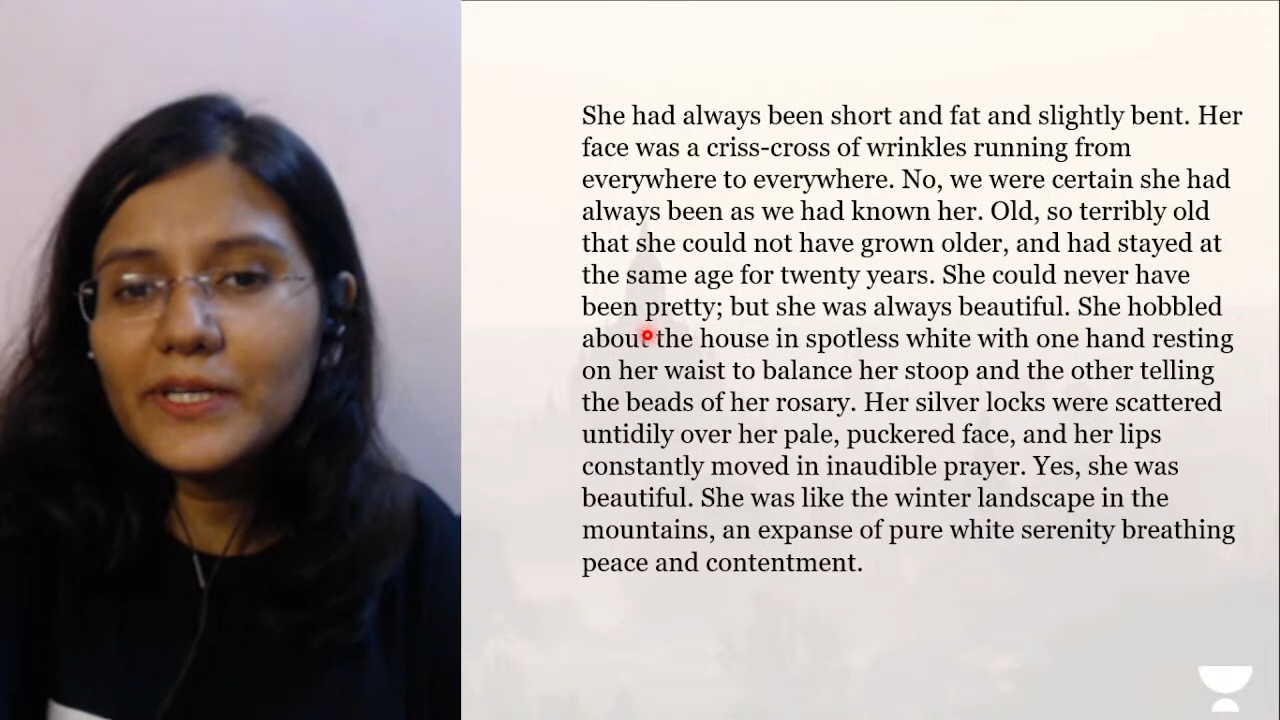 She had always been short and fat and slightly bent. Her
face was a criss-cross of wrinkles running from
everywhere to everywhere. No, we were certain she had
always been as we had known her. Old, so terribly old
that she could not have grown older, and had stayed at
the same age for twenty years. She could never have
been pretty; but she was always beautiful. She hobbled
about the house in spotless white with one hand resting
on her waist to balance her stoop and the other telling
the beads of her rosary. Her silver locks were scattered
untidily over her pale, puckered face, and her lips
constantly moved in inaudible prayer. Yes, she was
beautiful. She was like the winter landscape in the
mountains, an expanse of pure white serenity breathing
peace and contentment.